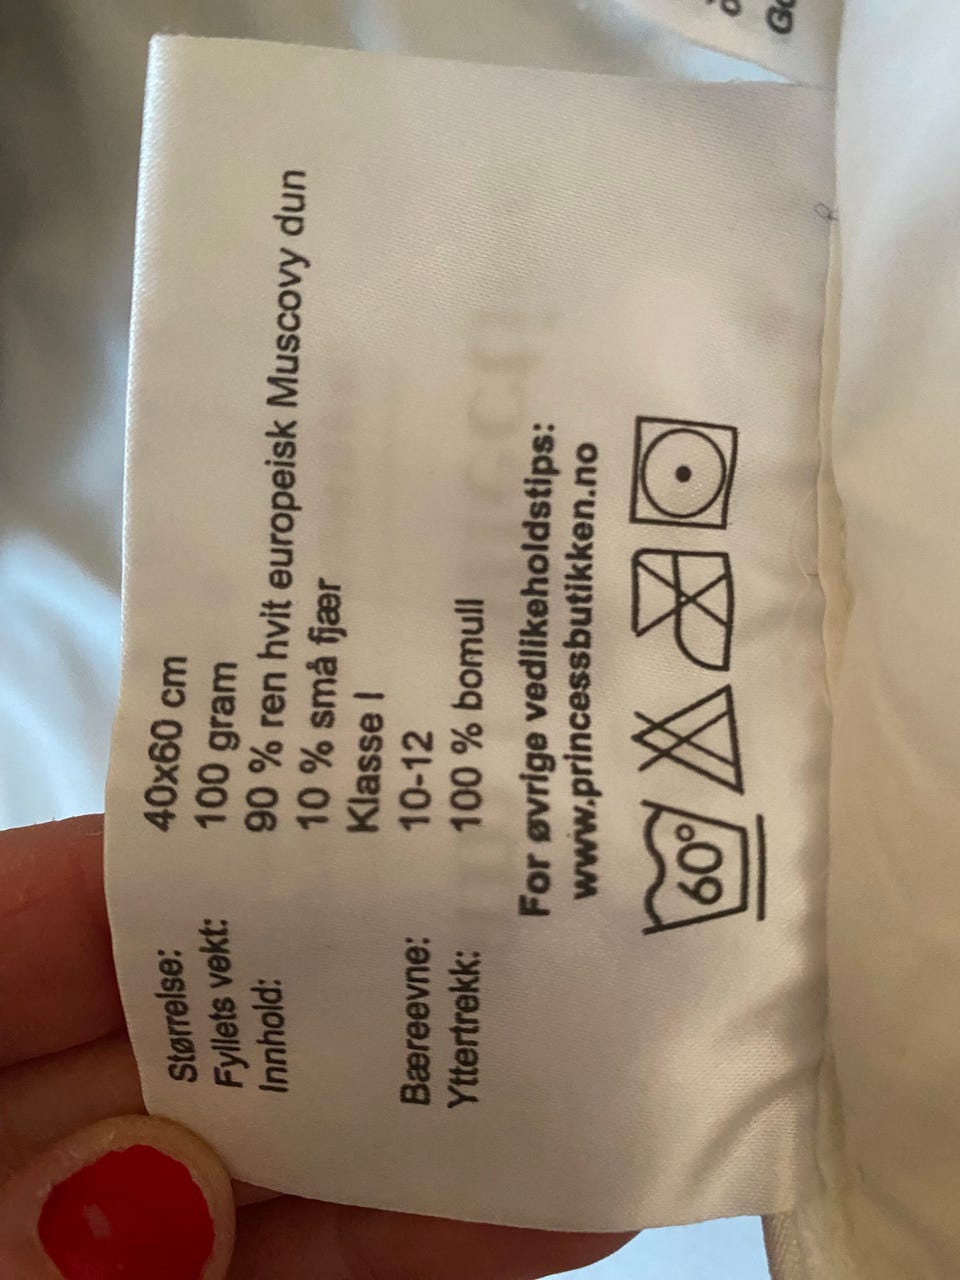 Størrelse: 40x60 cm
Fyllets vekt: 100 gram
Innhold: 90 % ren hvit europeisk Muscovy dun
10 % små fjær
Klasse I
Bæreevne: 10-12
Yttertrekk: 100 % bomull
For øvrige vedlikeholdstips:
www.princessbutikken.no
60°